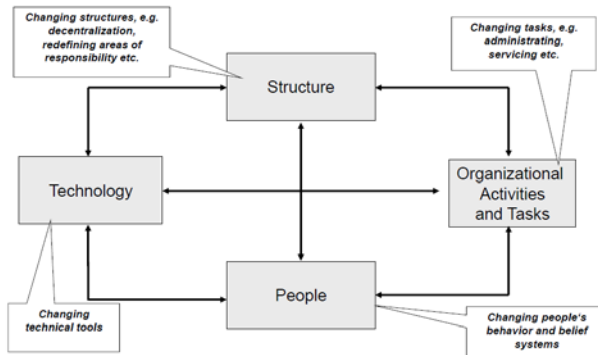 Changing structures, e.g.
decentralization,
redefining areas of
responsibility etc.
Changing tasks, e.g.
administrating,
servicing etc.
Structure
Technology
Organizational
Activities
and Tasks
People
Changing
technical tools
Changing people's
behavior and belief
systems